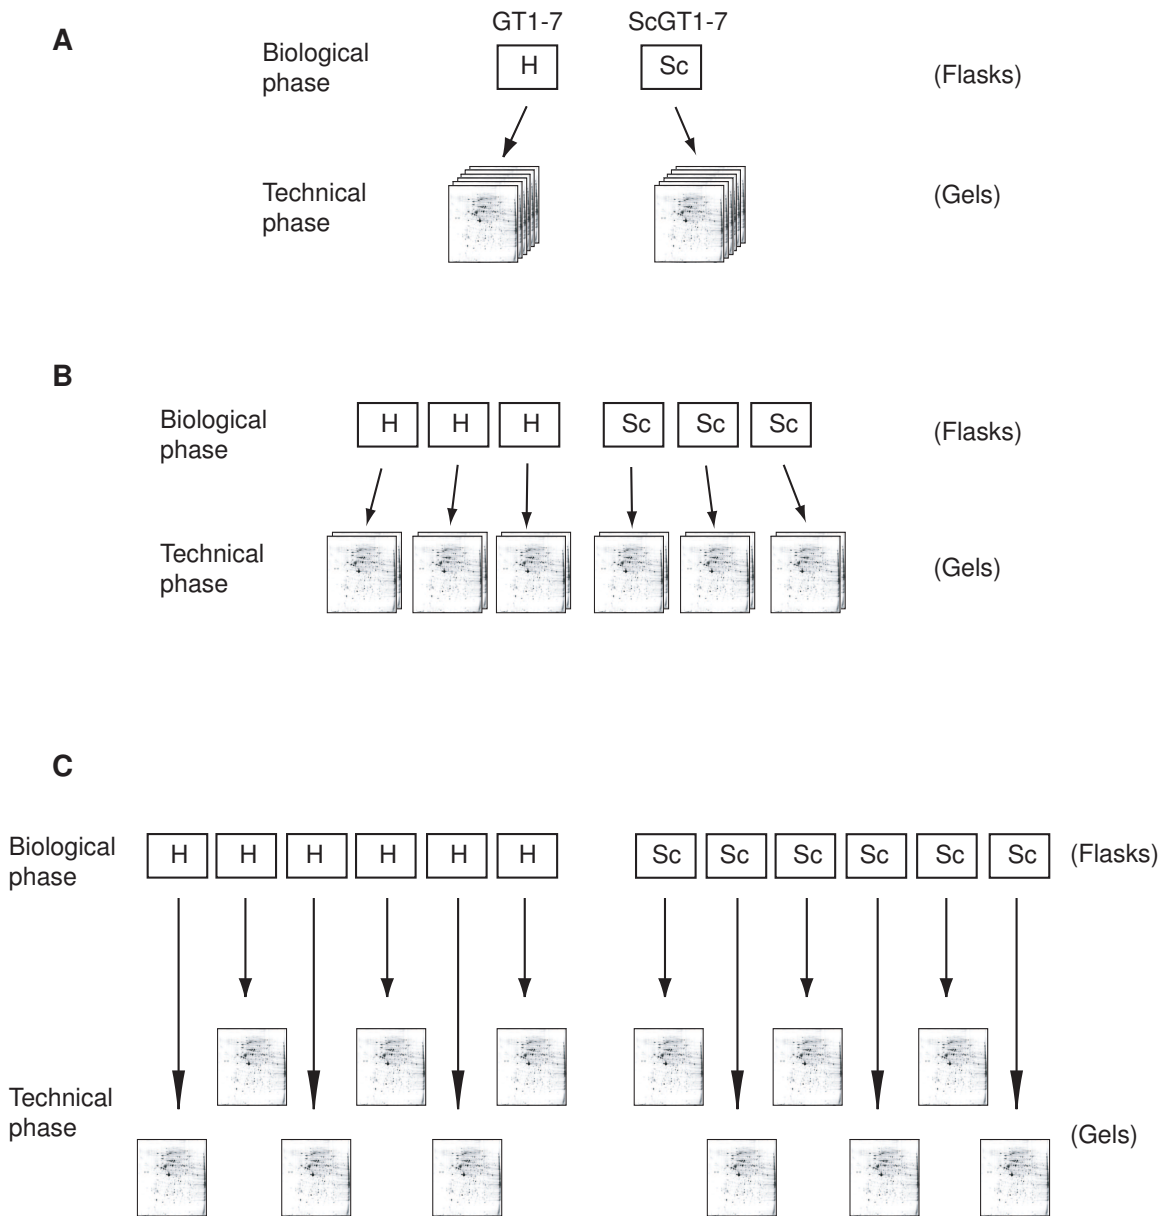 A
GT1-7 ScGT1-7
Biological
phase
H Sc
(Flasks)
Technical
phase
(Gels)
B
Biological
phase
H H H Sc Sc Sc
(Flasks)
Technical
phase
(Gels)
C
Biological
phase
H H H H H H Sc Sc Sc Sc Sc Sc
(Flasks)
Technical
phase
(Gels)